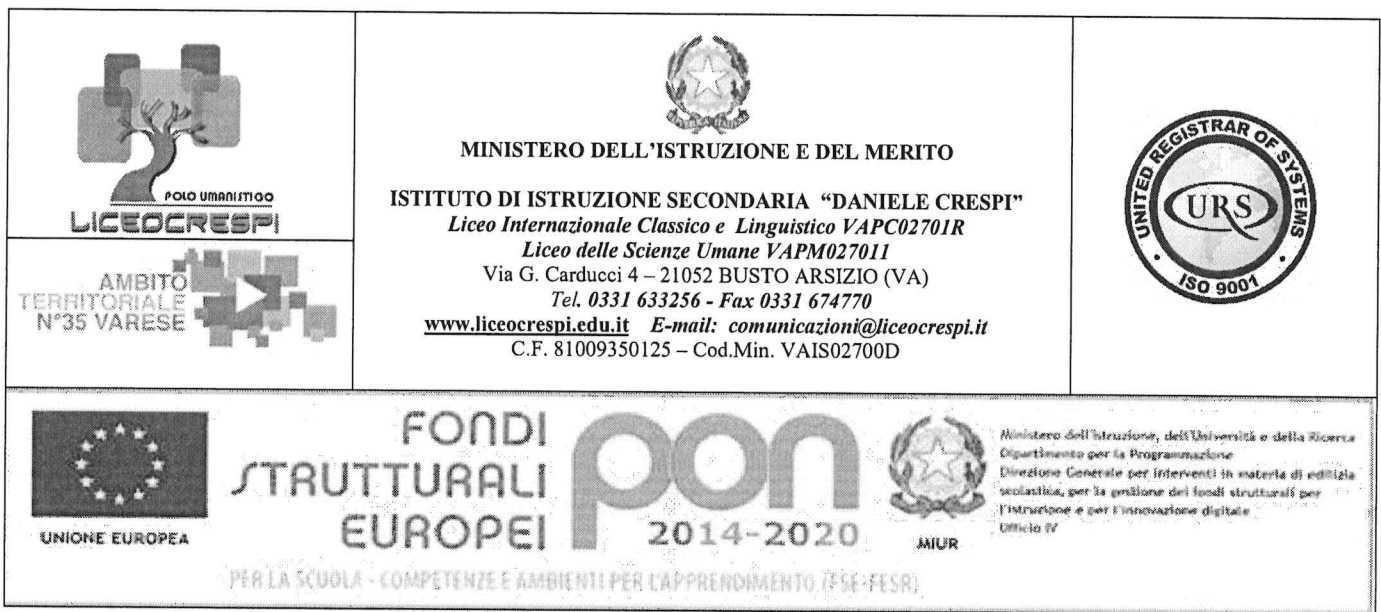 POLO UMANISTICO
LICEOCRESPI
AMBITO
TERRITORIALE
N°35 VARESE
REPVBBLICA ITALIANA
MINISTERO DELL'ISTRUZIONE E DEL MERITO
ISTITUTO DI ISTRUZIONE SECONDARIA “DANIELE CRESPI”
Liceo Internazionale Classico e Linguistico VAPC02701R
Liceo delle Scienze Umane VAPM027011
Via G. Carducci 4 – 21052 BUSTO ARSIZIO (VA)
Tel. 0331 633256 - Fax 0331 674770
www.liceocrespi.edu.it E-mail: comunicazioni@liceocrespi.it
C.F. 81009350125 – Cod.Min. VAIS02700D
UNITED REGISTRAR OF SYSTEMS
URS
ISO 9001
UNIONE EUROPEA
FONDI
STRUTTURALI
EUROPEI
pon
2014-2020
PER LA SCUOLA - COMPETENZE E AMBIENTI PER L'APPRENDIMENTO (FSE-FESR)
MIUR
Ministero dell'Istruzione, dell'Università e della Ricerca
Dipartimento per la Programmazione
Direzione Generale per interventi in materia di edilizia
scolastica, per la gestione dei fondi strutturali per
l'istruzione e per l'innovazione digitale
Ufficio IV